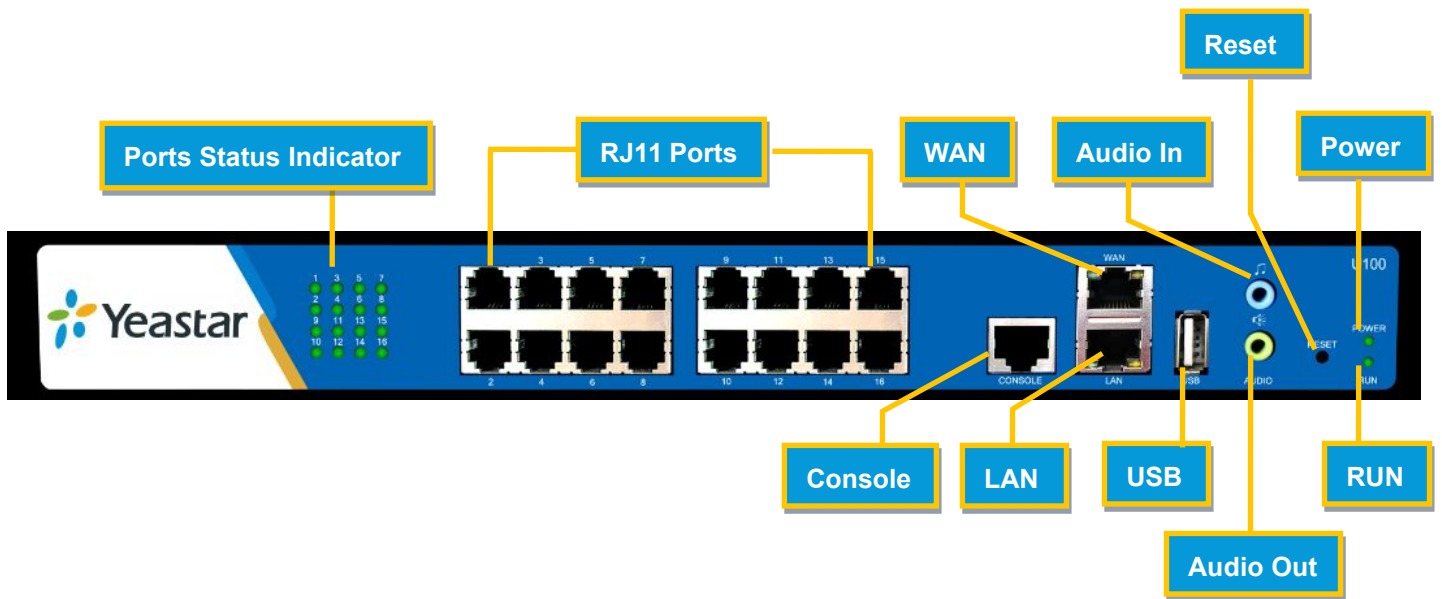 Reset
Ports Status Indicator
RJ11 Ports
WAN
Audio In
Power
Yeastar
1 3 5 7
2 4 6 8
9 11 13 15
10 12 14 16
3 5 7
9 11 13 15
2 4 6 8
10 12 14 16
WAN
CONSOLE
LAN
USB
AUDIO
RESET
U100
POWER
RUN
Console
LAN
USB
RUN
Audio Out